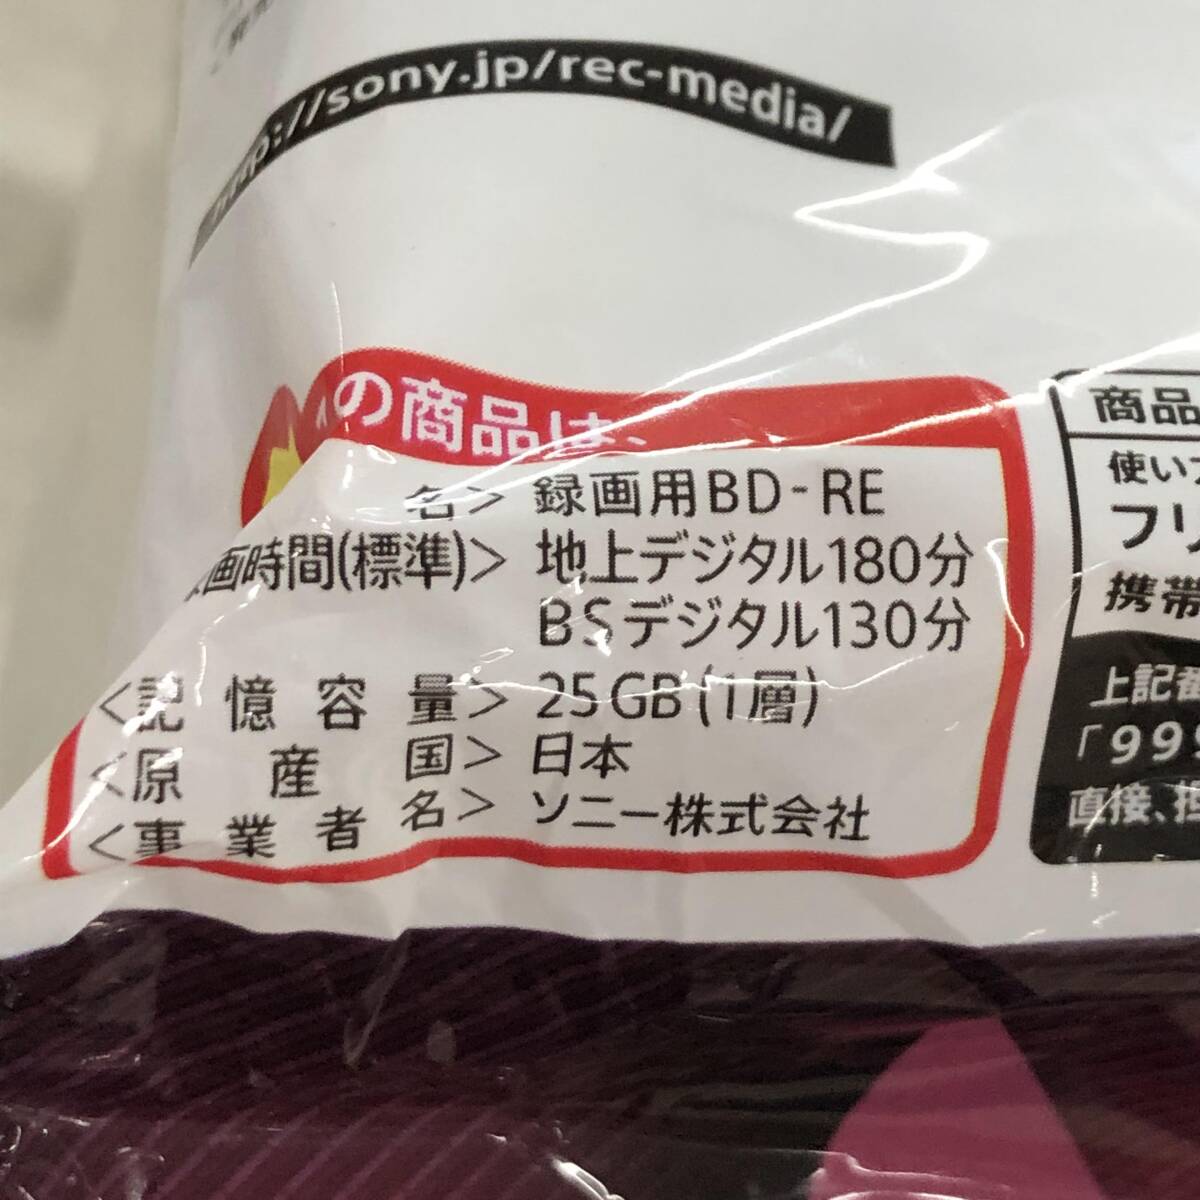 http://sony.jp/rec-media/
の商品は、
名> 録画用BD-RE
画時間(標準)> 地上デジタル180分
BSデジタル130分
<記憶容量> 25GB(1層)
<原産国> 日本
<事業者名> ソニー株式会社
商品
使い
フリ
携帯
上記番
「999
直接、